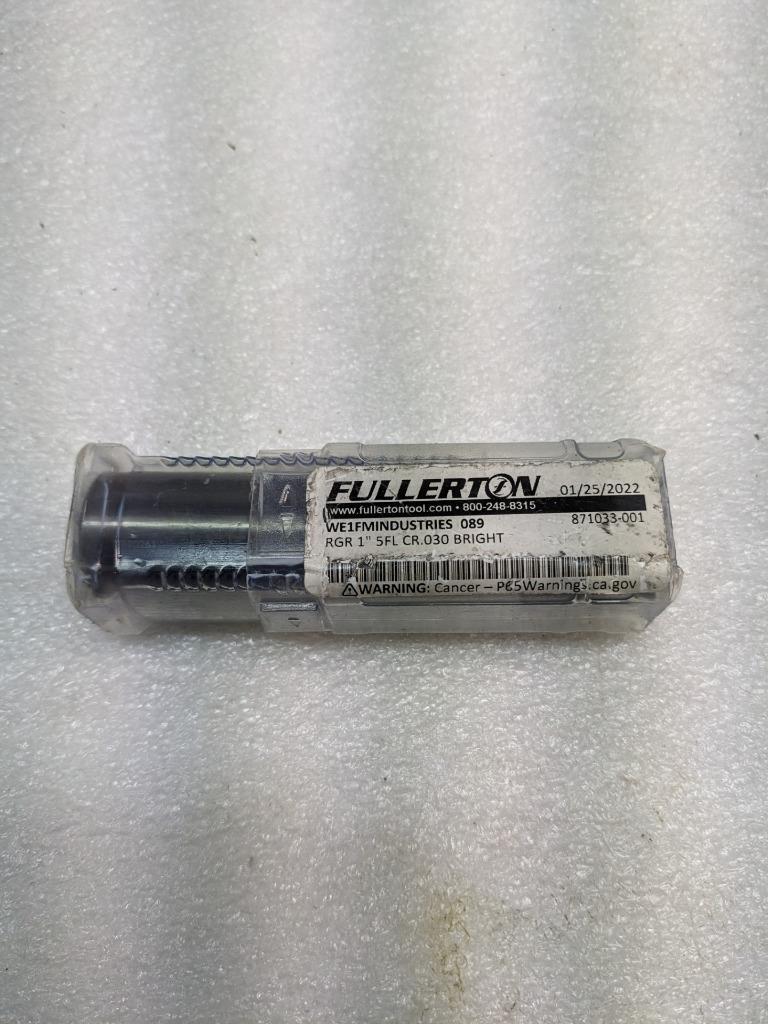 FULLERTON 01/25/2022
www.fullertontool.com • 800-248-8315
WE1FMINDUSTRIES 089 871033-001
RGR 1" 5FL CR.030 BRIGHT
⚠WARNING: Cancer – P65Warnings.ca.gov